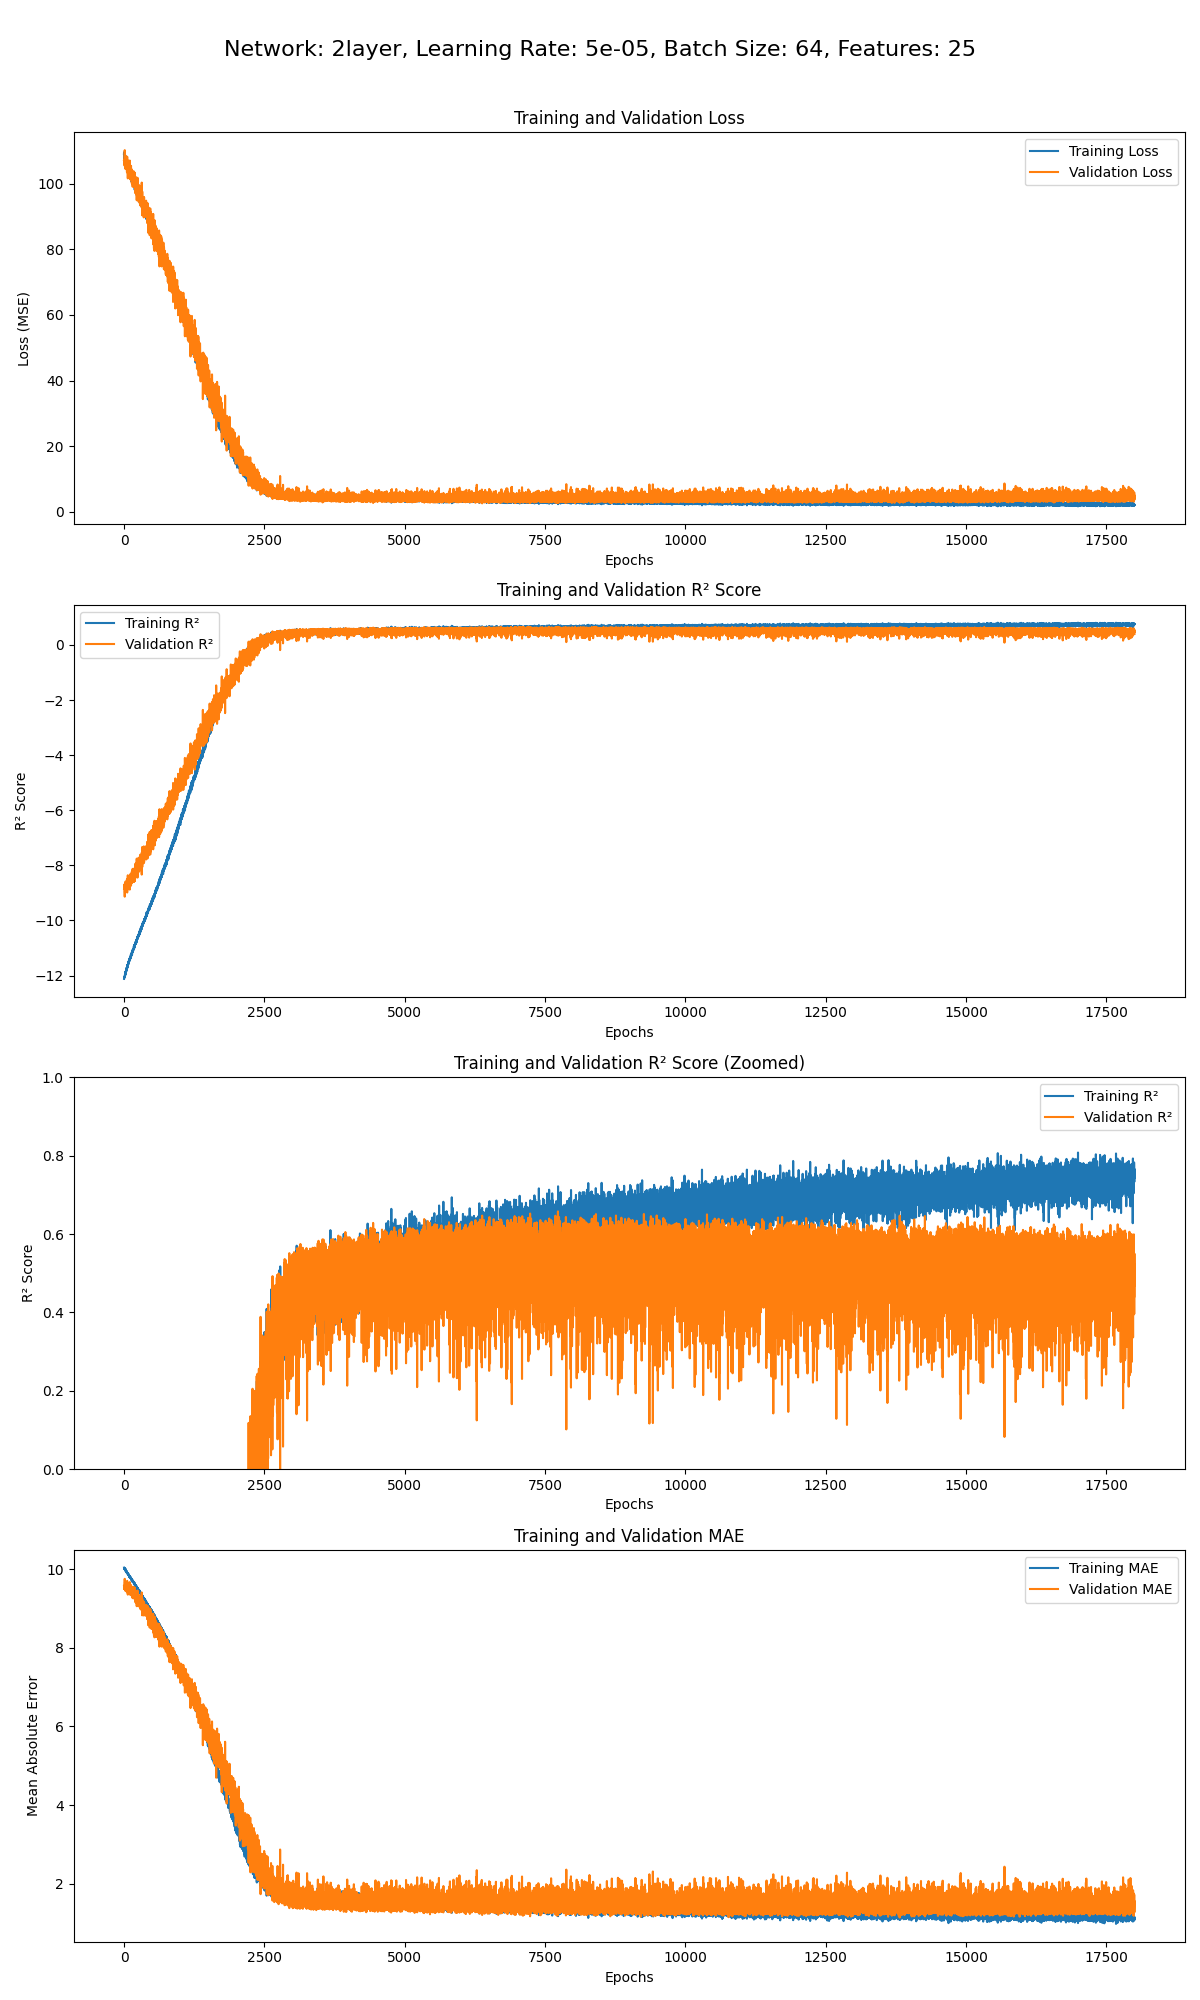 Network: 2layer, Learning Rate: 5e-05, Batch Size: 64, Features: 25
Training and Validation Loss
Training Loss
Validation Loss
100
80
60
40
20
0
Loss (MSE)
0 2500 5000 7500 10000 12500 15000 17500
Epochs
Training and Validation R² Score
Training R²
Validation R²
0
−2
−4
−6
−8
−10
−12
R² Score
0 2500 5000 7500 10000 12500 15000 17500
Epochs
Training and Validation R² Score (Zoomed)
Training R²
Validation R²
1.0
0.8
0.6
0.4
0.2
0.0
R² Score
0 2500 5000 7500 10000 12500 15000 17500
Epochs
Training and Validation MAE
Training MAE
Validation MAE
10
8
6
4
2
Mean Absolute Error
0 2500 5000 7500 10000 12500 15000 17500
Epochs